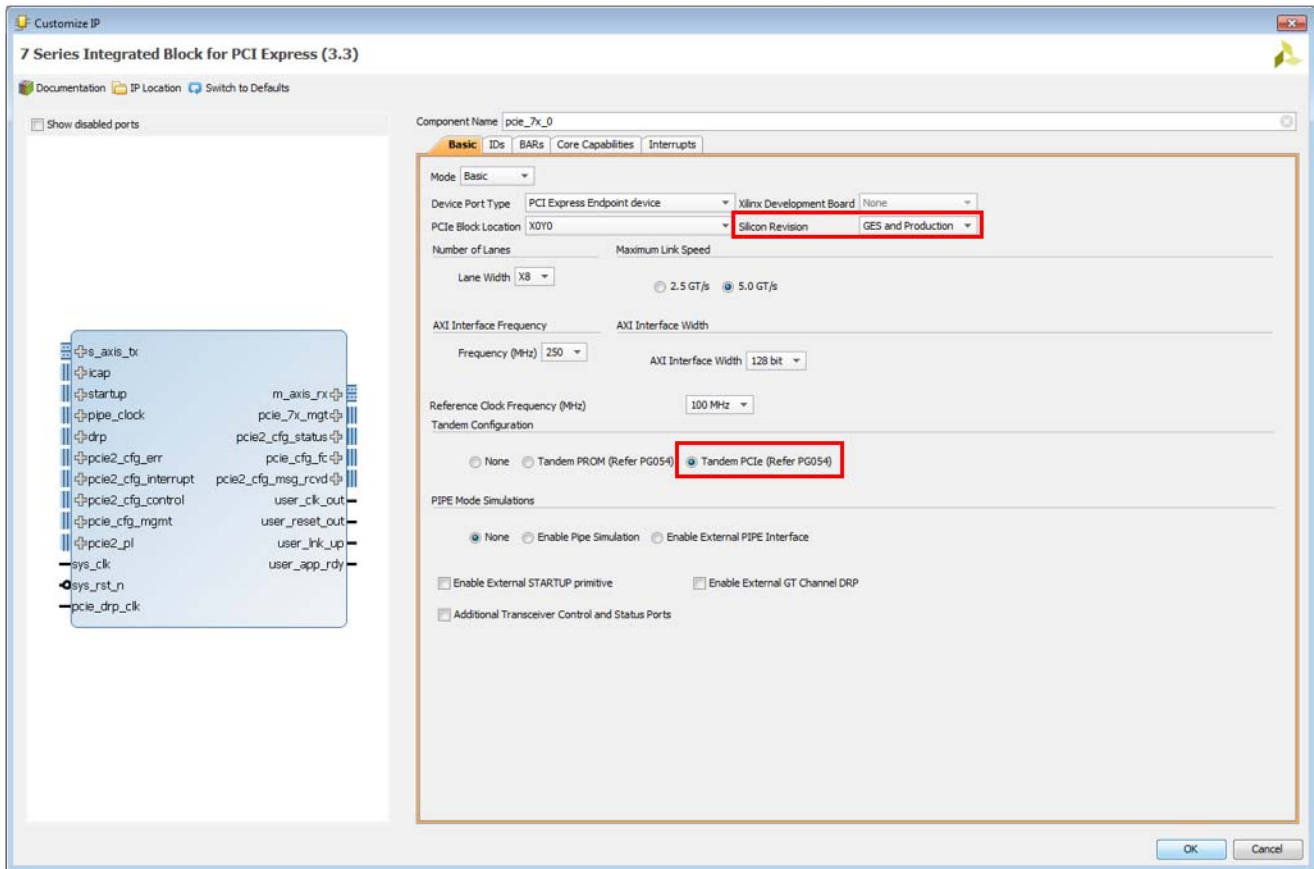 Customize IP
7 Series Integrated Block for PCI Express (3.3)
Documentation IP Location Switch to Defaults
Show disabled ports
s_axis_tx
icap
startup
pipe_clock
drp
pcie2_cfg_err
pcie2_cfg_interrupt
pcie2_cfg_control
pcie_cfg_mgmt
pcie2_pl
sys_clk
sys_rst_n
pcie_drp_clk
m_axis_rx
pcie_7x_mgt
pcie2_cfg_status
pcie_cfg_fc
pcie2_cfg_msg_rcvd
user_clk_out
user_reset_out
user_lnk_up
user_app_rdy
Component Name pcie_7x_0
Basic IDs BARs Core Capabilities Interrupts
Mode Basic
Device Port Type PCI Express Endpoint device Xilinx Development Board None
PCIe Block Location X0Y0 Silicon Revision GES and Production
Number of Lanes Maximum Link Speed
Lane Width X8 2.5 GT/s 5.0 GT/s
AXI Interface Frequency AXI Interface Width
Frequency (MHz) 250 AXI Interface Width 128 bit
Reference Clock Frequency (MHz) 100 MHz
Tandem Configuration
None Tandem PROM (Refer PG054) Tandem PCIe (Refer PG054)
PIPE Mode Simulations
None Enable Pipe Simulation Enable External PIPE Interface
Enable External STARTUP primitive Enable External GT Channel DRP
Additional Transceiver Control and Status Ports
OK Cancel